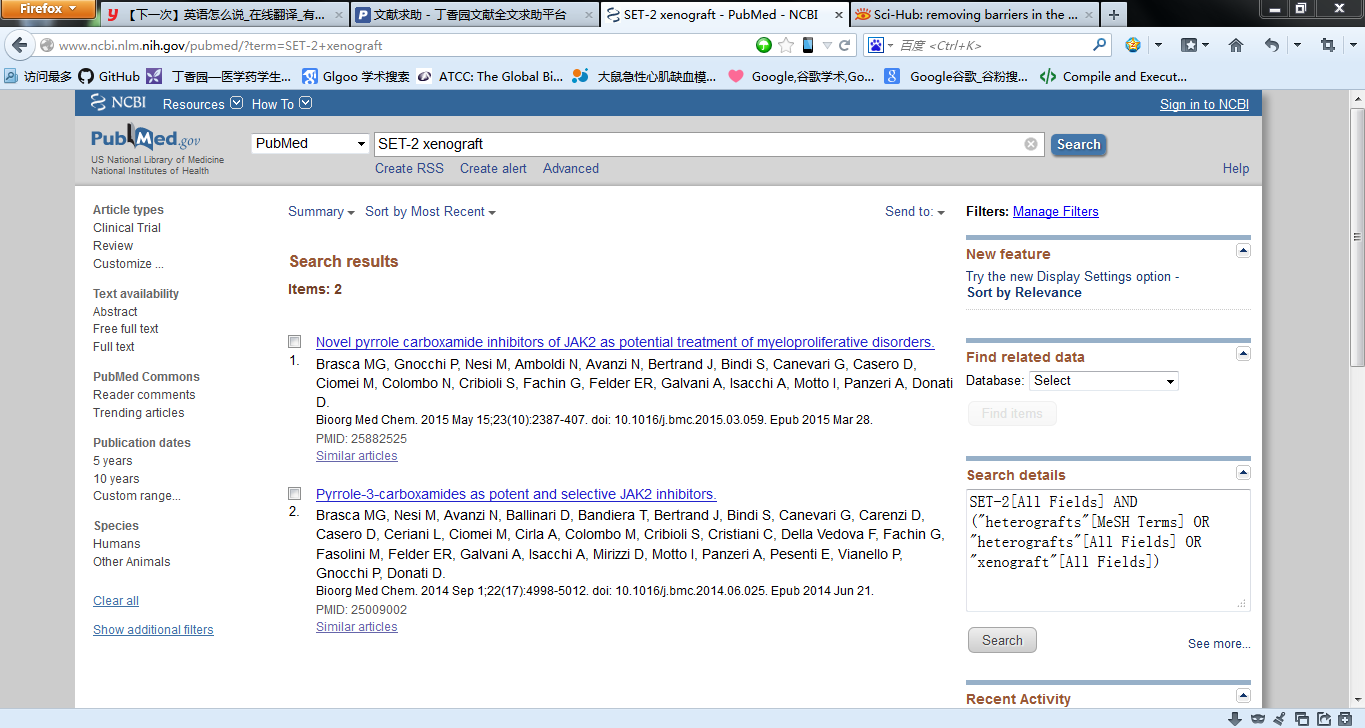 Firefox
【下一次】英语怎么说_在线翻译_有...
文献求助 - 丁香园文献全文求助平台
SET-2 xenograft - PubMed - NCBI
Sci-Hub: removing barriers in the ...
www.ncbi.nlm.nih.gov/pubmed/?term=SET-2+xenograft
百度 <Ctrl+K>
访问最多
GitHub
丁香园—医药学生...
Glgoo 学术搜索
ATCC: The Global Bi...
大鼠急性心肌缺血模...
Google,谷歌学术,Go...
Google谷歌_谷粉搜...
Compile and Execut...
NCBI Resources How To
Sign in to NCBI
PubMed.gov
US National Library of Medicine
National Institutes of Health
PubMed
SET-2 xenograft
Search
Create RSS Create alert Advanced
Help
Article types
Clinical Trial
Review
Customize ...
Text availability
Abstract
Free full text
Full text
PubMed Commons
Reader comments
Trending articles
Publication dates
5 years
10 years
Custom range...
Species
Humans
Other Animals
Clear all
Show additional filters
Summary Sort by Most Recent
Send to:
Search results
Items: 2
Novel pyrrole carboxamide inhibitors of JAK2 as potential treatment of myeloproliferative disorders.
1. Brasca MG, Gnocchi P, Nesi M, Amboldi N, Avanzi N, Bertrand J, Bindi S, Canevari G, Casero D,
Ciomei M, Colombo N, Cribioli S, Fachin G, Felder ER, Galvani A, Isacchi A, Motto I, Panzeri A, Donati
D.
Bioorg Med Chem. 2015 May 15;23(10):2387-407. doi: 10.1016/j.bmc.2015.03.059. Epub 2015 Mar 28.
PMID: 25882525
Similar articles
Pyrrole-3-carboxamides as potent and selective JAK2 inhibitors.
2. Brasca MG, Nesi M, Avanzi N, Ballinari D, Bandiera T, Bertrand J, Bindi S, Canevari G, Carenzi D,
Casero D, Ceriani L, Ciomei M, Cirla A, Colombo M, Cribioli S, Cristiani C, Della Vedova F, Fachin G,
Fasolini M, Felder ER, Galvani A, Isacchi A, Mirizzi D, Motto I, Panzeri A, Pesenti E, Vianello P,
Gnocchi P, Donati D.
Bioorg Med Chem. 2014 Sep 1;22(17):4998-5012. doi: 10.1016/j.bmc.2014.06.025. Epub 2014 Jun 21.
PMID: 25009002
Similar articles
Filters: Manage Filters
New feature
Try the new Display Settings option -
Sort by Relevance
Find related data
Database: Select
Find items
Search details
SET-2[All Fields] AND
("heterografts"[MeSH Terms] OR
"heterografts"[All Fields] OR
"xenograft"[All Fields])
Search
See more...
Recent Activity